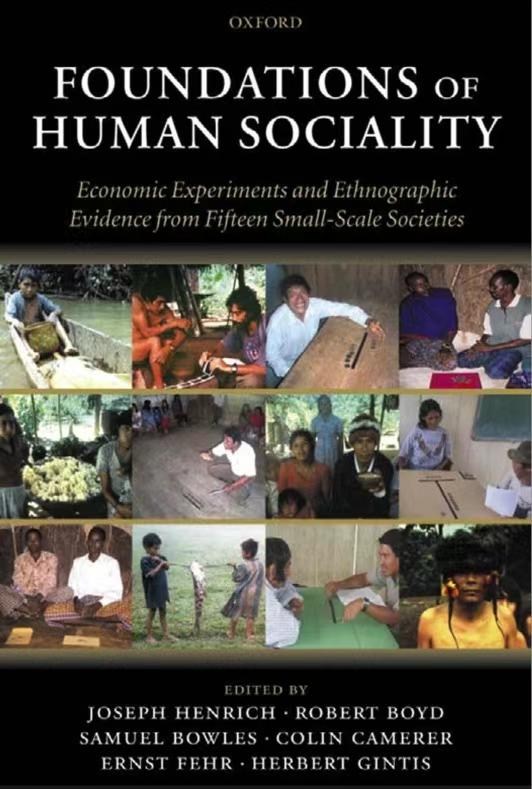 OXFORD
FOUNDATIONS OF
HUMAN SOCIALITY
Economic Experiments and Ethnographic
Evidence from Fifteen Small-Scale Societies
EDITED BY
JOSEPH HENRICH · ROBERT BOYD
SAMUEL BOWLES · COLIN CAMERER
ERNST FEHR · HERBERT GINTIS